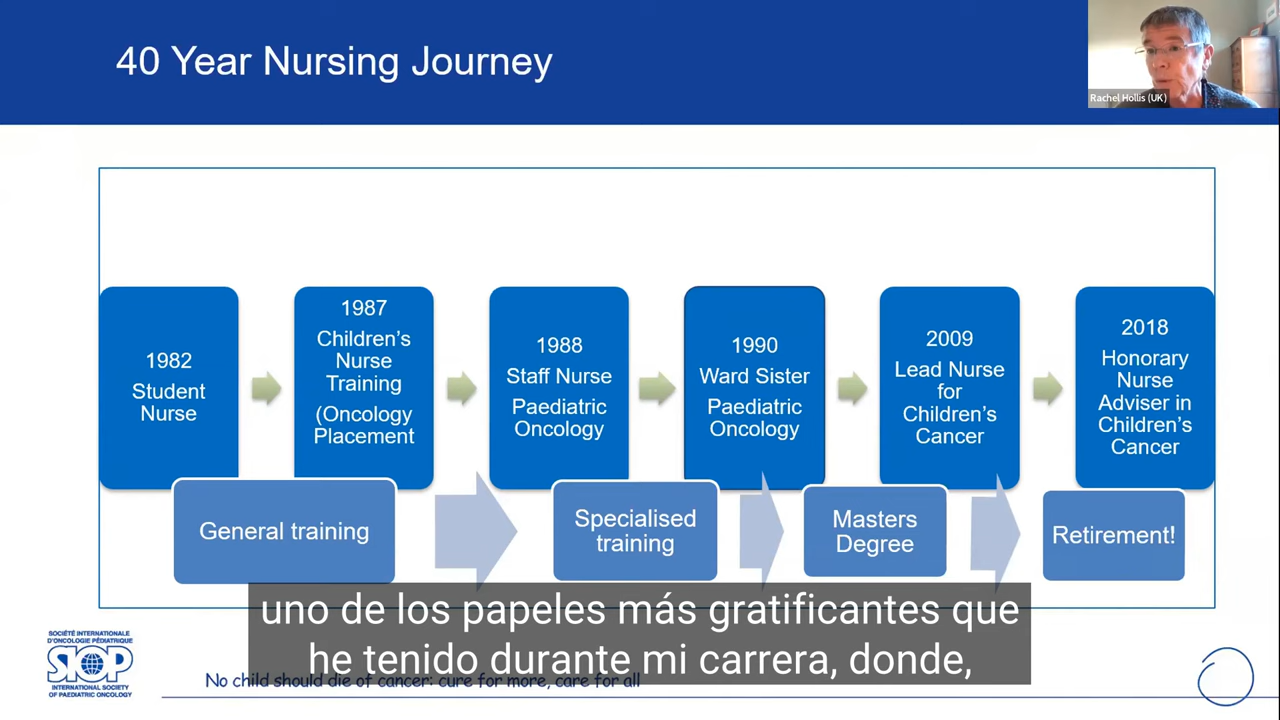 40 Year Nursing Journey
Rachel Hollis (UK)
1982
Student
Nurse
1987
Children's
Nurse
Training
(Oncology
Placement
1988
Staff Nurse
Paediatric
Oncology
1990
Ward Sister
Paediatric
Oncology
2009
Lead Nurse
for
Children's
Cancer
2018
Honorary
Nurse
Adviser in
Children's
Cancer
General training
Specialised
training
Masters
Degree
Retirement!
uno de los papeles más gratificantes que
he tenido durante mi carrera, donde,
SOCIÉTÉ INTERNATIONALE
D'ONCOLOGIE PÉDIATRIQUE
SIOP
INTERNATIONAL SOCIETY
OF PAEDIATRIC ONCOLOGY
No child should die of cancer: cure for more, care for all